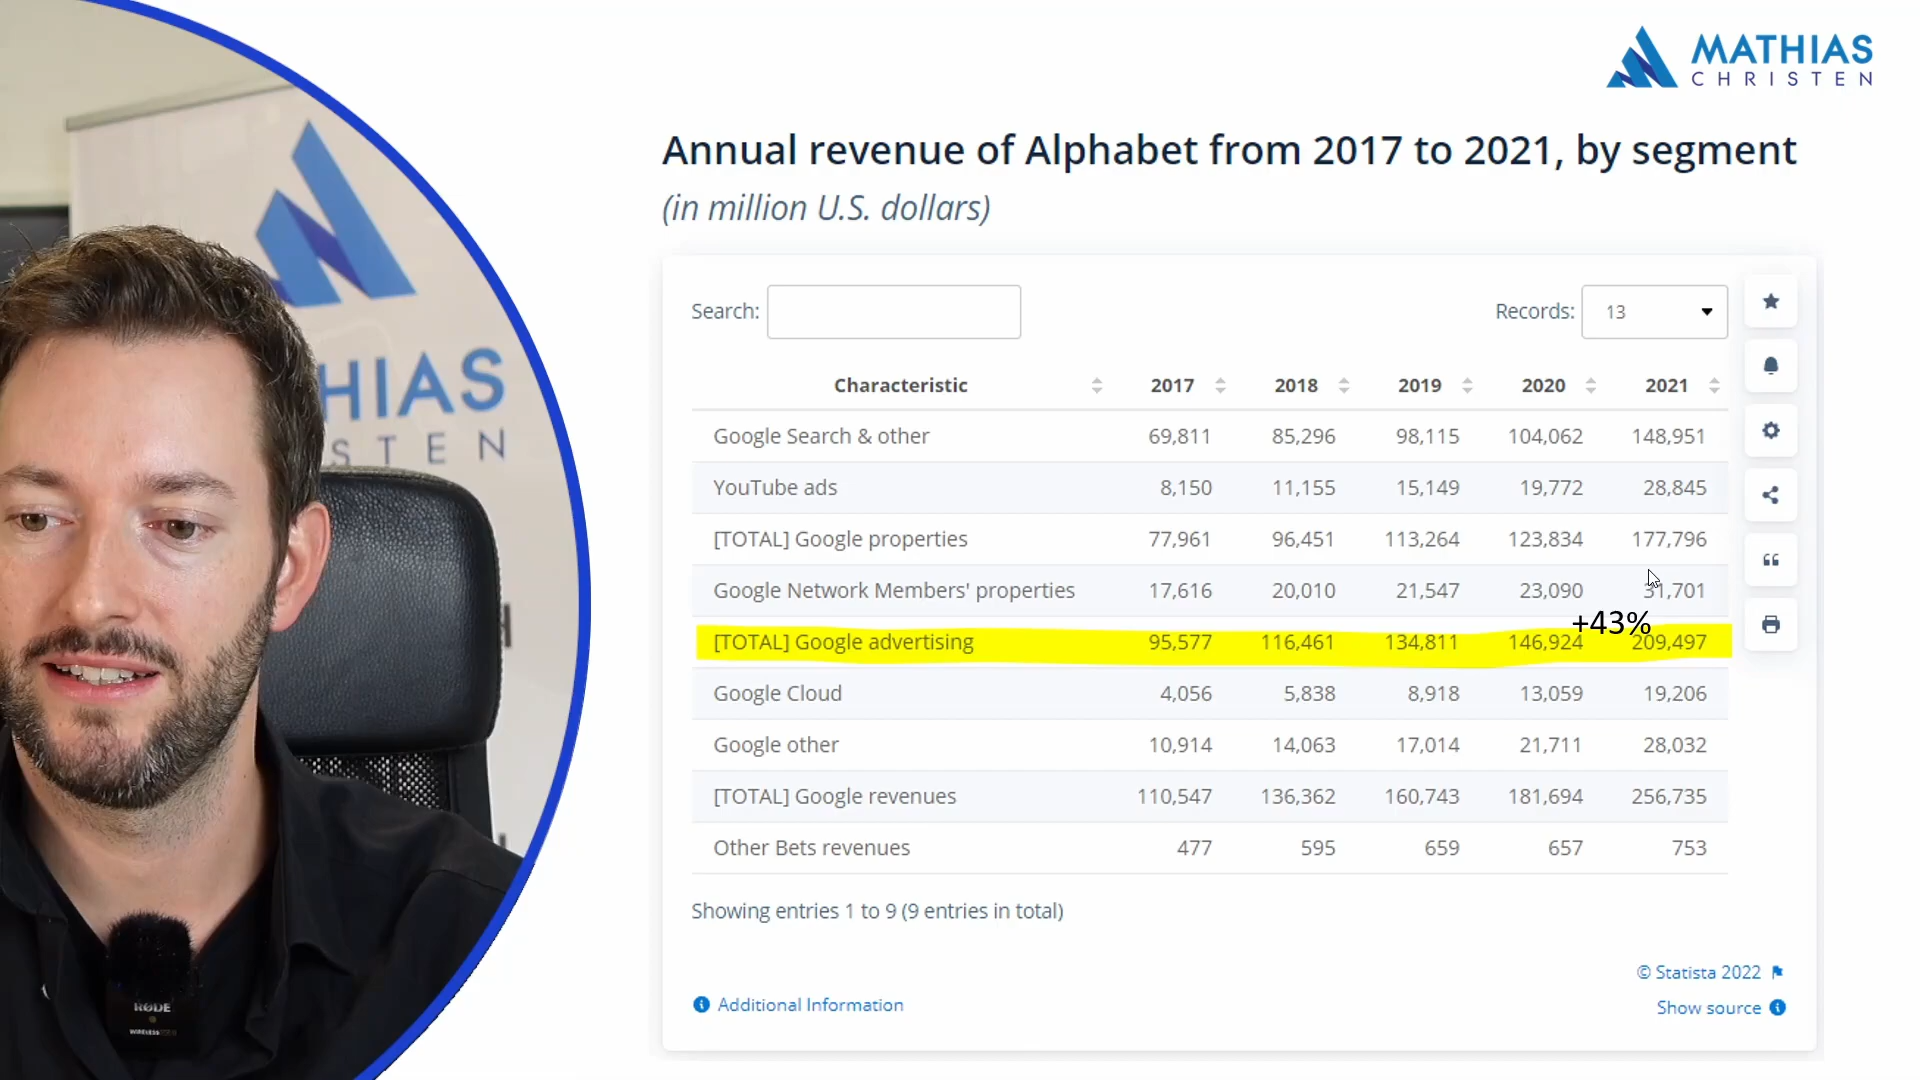 MATHIAS
CHRISTEN
Annual revenue of Alphabet from 2017 to 2021, by segment
(in million U.S. dollars)
Search:
Records: 13
Characteristic 2017 2018 2019 2020 2021
Google Search & other 69,811 85,296 98,115 104,062 148,951
YouTube ads 8,150 11,155 15,149 19,772 28,845
[TOTAL] Google properties 77,961 96,451 113,264 123,834 177,796
Google Network Members' properties 17,616 20,010 21,547 23,090 31,701
+43%
[TOTAL] Google advertising 95,577 116,461 134,811 146,924 209,497
Google Cloud 4,056 5,838 8,918 13,059 19,206
Google other 10,914 14,063 17,014 21,711 28,032
[TOTAL] Google revenues 110,547 136,362 160,743 181,694 256,735
Other Bets revenues 477 595 659 657 753
Showing entries 1 to 9 (9 entries in total)
© Statista 2022
Additional Information
Show source
HIAS
STEN
RØDE